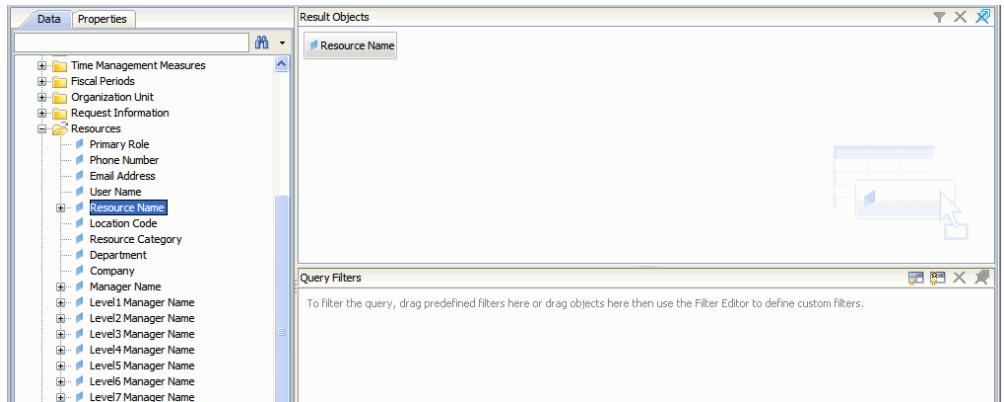 Data Properties
Time Management Measures
Fiscal Periods
Organization Unit
Request Information
Resources
Primary Role
Phone Number
Email Address
User Name
Resource Name
Location Code
Resource Category
Department
Company
Manager Name
Level1 Manager Name
Level2 Manager Name
Level3 Manager Name
Level4 Manager Name
Level5 Manager Name
Level6 Manager Name
Level7 Manager Name
Result Objects
Resource Name
Query Filters
To filter the query, drag predefined filters here or drag objects here then use the Filter Editor to define custom filters.